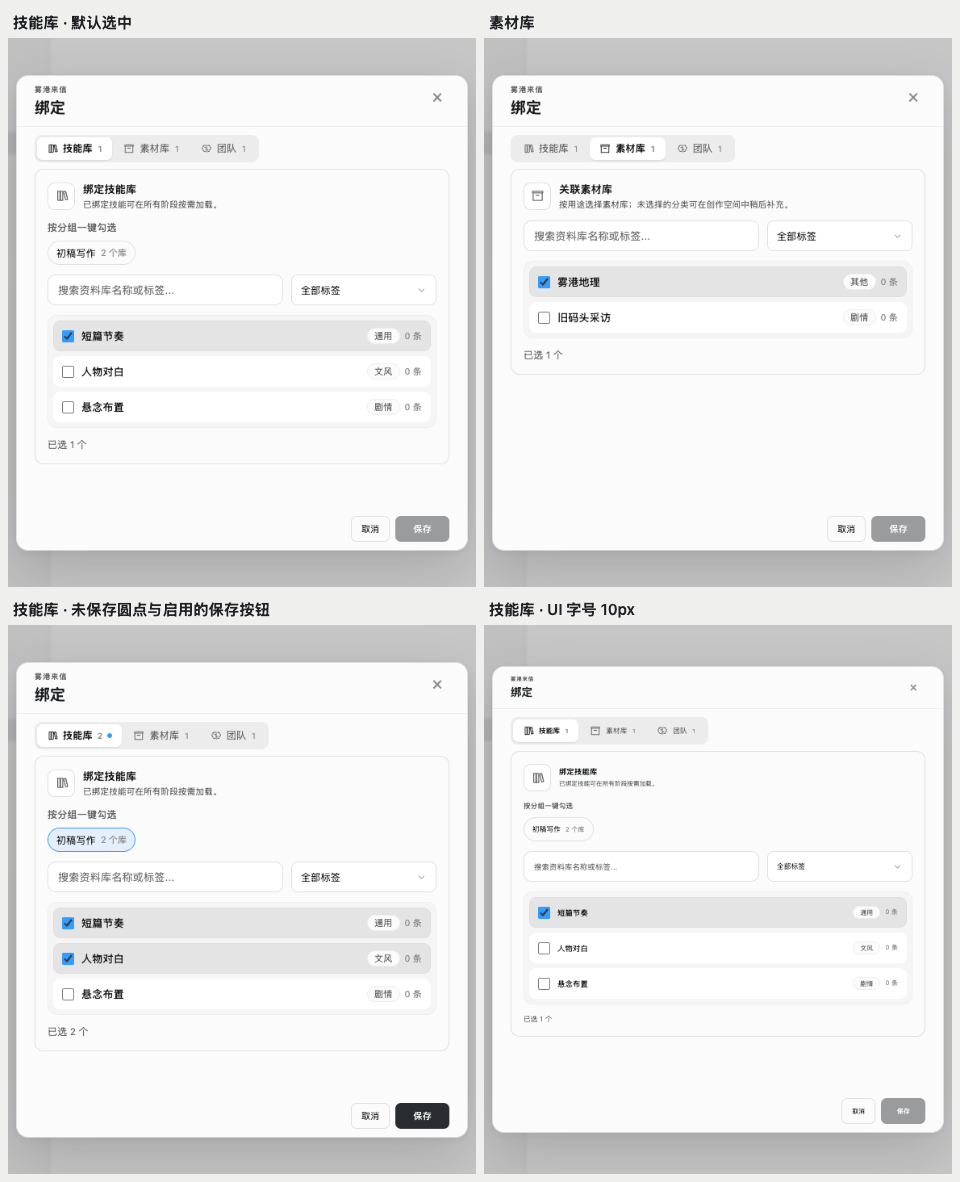 技能库 · 默认选中
雾港来信
绑定
技能库 1 素材库 1 团队 1
绑定技能库
已绑定技能可在所有阶段按需加载。
按分组一键勾选
初稿写作 2 个库
搜索资料库名称或标签... 全部标签
短篇节奏 通用 0 条
人物对白 文风 0 条
悬念布置 剧情 0 条
已选 1 个
取消 保存
素材库
雾港来信
绑定
技能库 1 素材库 1 团队 1
关联素材库
按用途选择素材库；未选择的分类可在创作空间中稍后补充。
搜索资料库名称或标签... 全部标签
雾港地理 其他 0 条
旧码头采访 剧情 0 条
已选 1 个
取消 保存
技能库 · 未保存圆点与启用的保存按钮
雾港来信
绑定
技能库 2 素材库 1 团队 1
绑定技能库
已绑定技能可在所有阶段按需加载。
按分组一键勾选
初稿写作 2 个库
搜索资料库名称或标签... 全部标签
短篇节奏 通用 0 条
人物对白 文风 0 条
悬念布置 剧情 0 条
已选 2 个
取消 保存
技能库 · UI 字号 10px
雾港来信
绑定
技能库 1 素材库 1 团队 1
绑定技能库
已绑定技能可在所有阶段按需加载。
按分组一键勾选
初稿写作 2 个库
搜索资料库名称或标签... 全部标签
短篇节奏 通用 0 条
人物对白 文风 0 条
悬念布置 剧情 0 条
已选 1 个
取消 保存